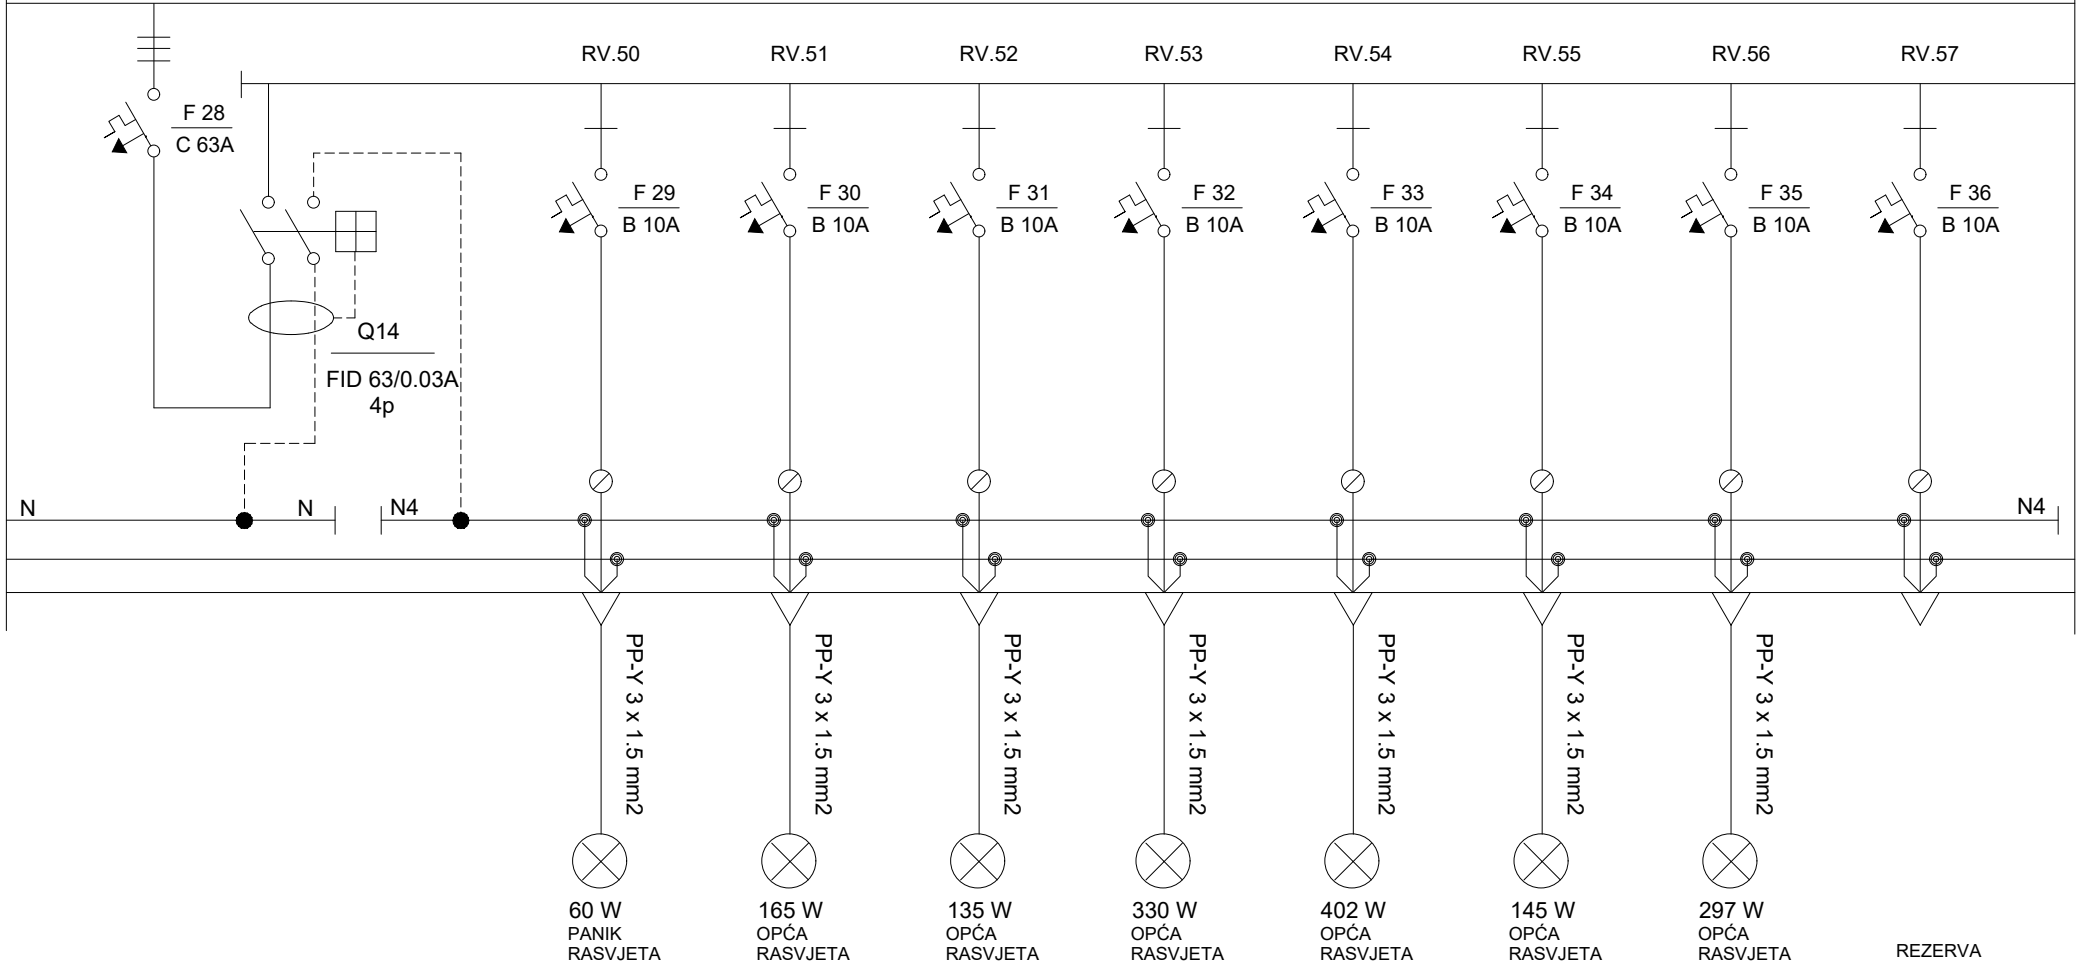 RV.50 RV.51 RV.52 RV.53 RV.54 RV.55 RV.56 RV.57
F 28
C 63A
F 29 F 30 F 31 F 32 F 33 F 34 F 35 F 36
B 10A B 10A B 10A B 10A B 10A B 10A B 10A B 10A
Q14
FID 63/0.03A
4p
N N N4 N4
PP-Y 3 x 1.5 mm2
PP-Y 3 x 1.5 mm2
PP-Y 3 x 1.5 mm2
PP-Y 3 x 1.5 mm2
PP-Y 3 x 1.5 mm2
PP-Y 3 x 1.5 mm2
PP-Y 3 x 1.5 mm2
60 W
PANIK
RASVJETA
165 W
OPĆA
RASVJETA
135 W
OPĆA
RASVJETA
330 W
OPĆA
RASVJETA
402 W
OPĆA
RASVJETA
145 W
OPĆA
RASVJETA
297 W
OPĆA
RASVJETA
REZERVA